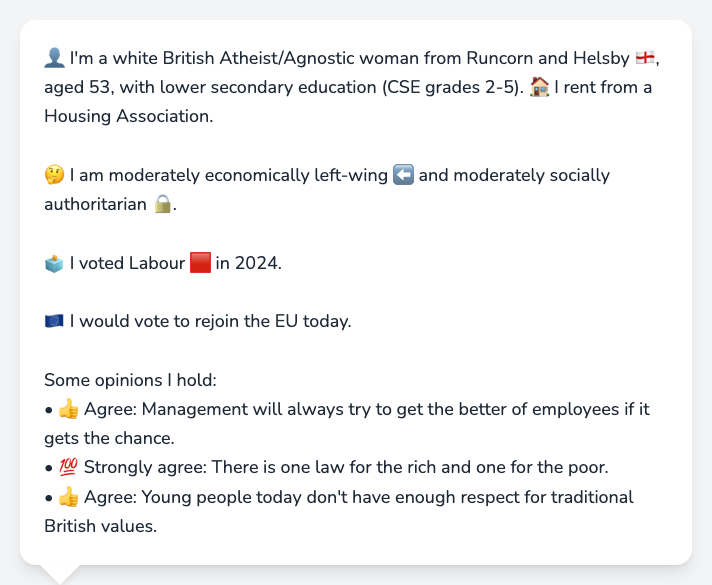 👤 I'm a white British Atheist/Agnostic woman from Runcorn and Helsby 🏴󠁧󠁢󠁥󠁮󠁧󠁿,
aged 53, with lower secondary education (CSE grades 2-5). 🏠 I rent from a
Housing Association.
🤔 I am moderately economically left-wing ⬅️ and moderately socially
authoritarian 🔒.
🗳️ I voted Labour 🟥 in 2024.
🇪🇺 I would vote to rejoin the EU today.
Some opinions I hold:
• 👍 Agree: Management will always try to get the better of employees if it
gets the chance.
• 💯 Strongly agree: There is one law for the rich and one for the poor.
• 👍 Agree: Young people today don't have enough respect for traditional
British values.